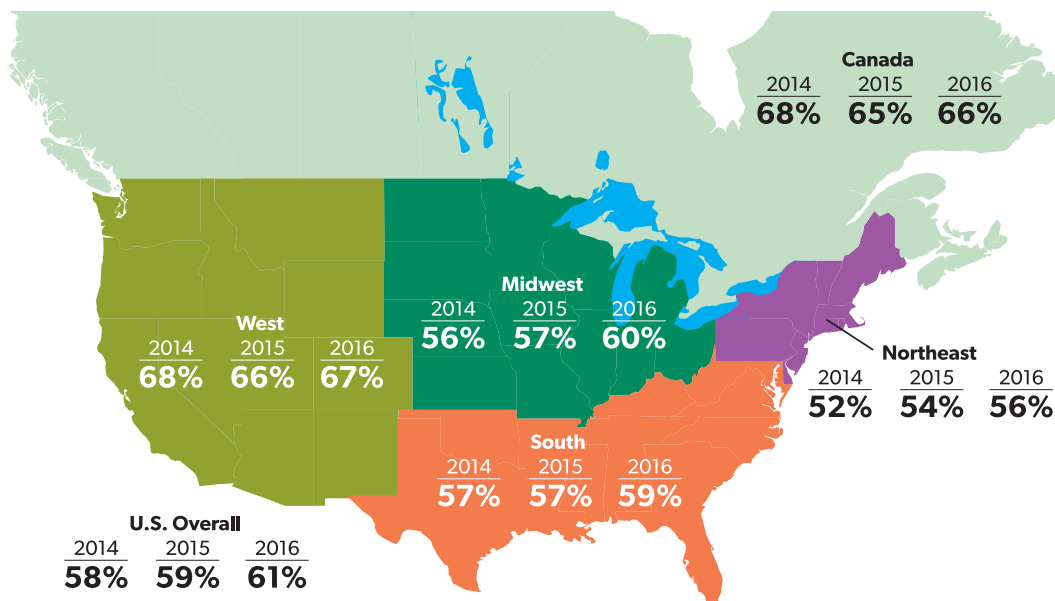 Canada
2014 2015 2016
68% 65% 66%
Midwest
2014 2015 2016
56% 57% 60%
West
2014 2015 2016
68% 66% 67%
Northeast
2014 2015 2016
52% 54% 56%
South
2014 2015 2016
57% 57% 59%
U.S. Overall
2014 2015 2016
58% 59% 61%